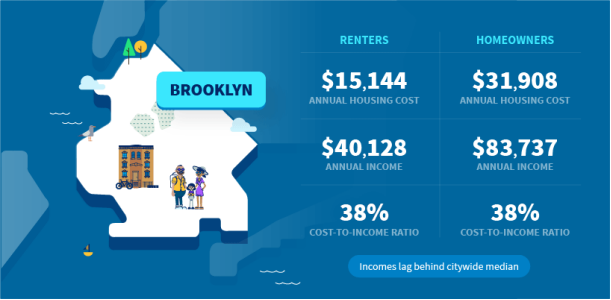 BROOKLYN
RENTERS
HOMEOWNERS
$15,144
ANNUAL HOUSING COST
$31,908
ANNUAL HOUSING COST
$40,128
ANNUAL INCOME
$83,737
ANNUAL INCOME
38%
COST-TO-INCOME RATIO
38%
COST-TO-INCOME RATIO
Incomes lag behind citywide median